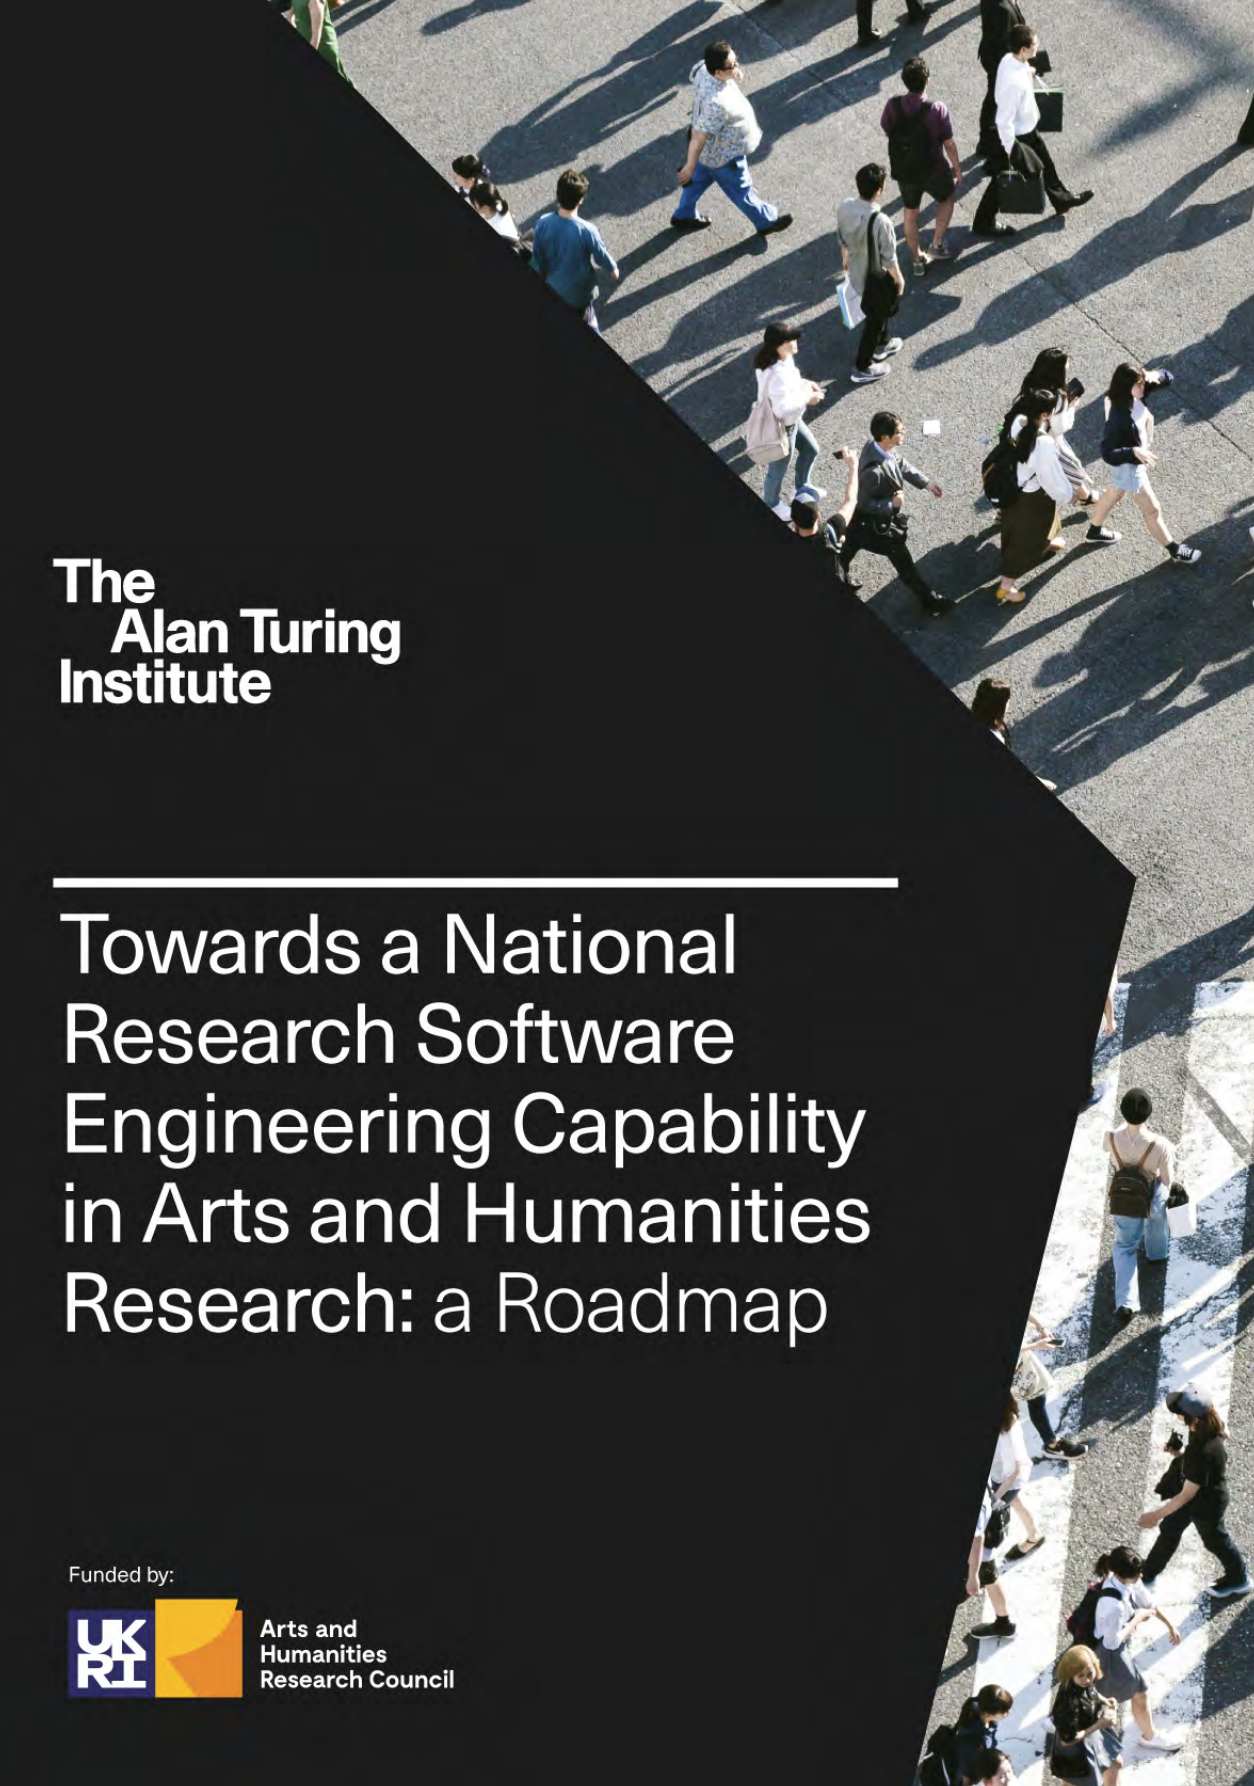 The
Alan Turing
Institute
Towards a National
Research Software
Engineering Capability
in Arts and Humanities
Research: a Roadmap
Funded by:
UK
RI
Arts and
Humanities
Research Council